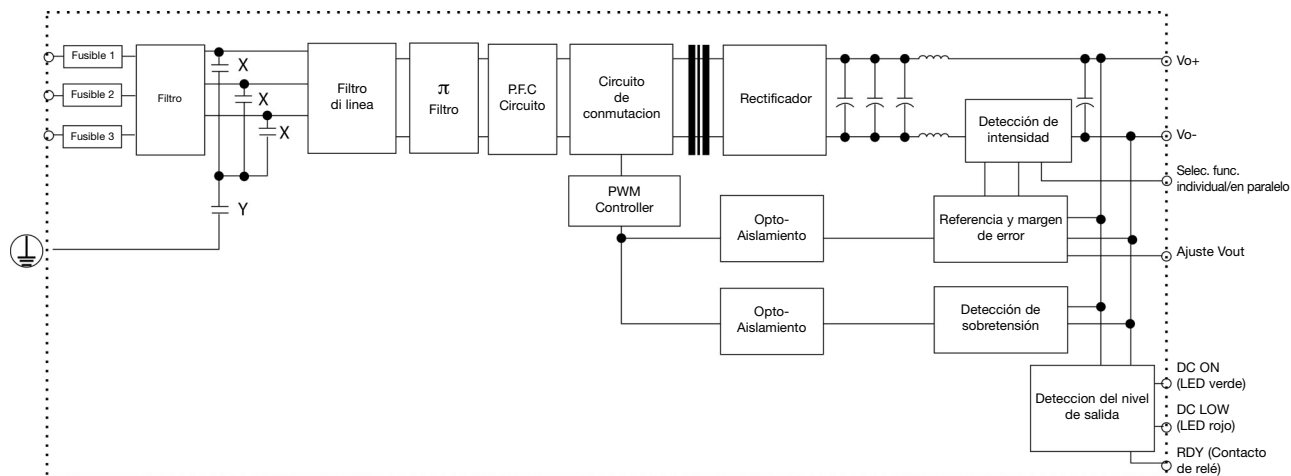 Fusible 1
Fusible 2
Fusible 3
Filtro
X
X
X
Y
Filtro
di linea
π
Filtro
P.F.C
Circuito
Circuito
de
conmutacion
PWM
Controller
Rectificador
Opto-
Aislamiento
Opto-
Aislamiento
Detección de
intensidad
Referencia y margen
de error
Detección de
sobretensión
Deteccion del nivel
de salida
Vo+
Vo-
Selec. func.
individual/en paralelo
Ajuste Vout
DC ON
(LED verde)
DC LOW
(LED rojo)
RDY (Contacto
de relé)